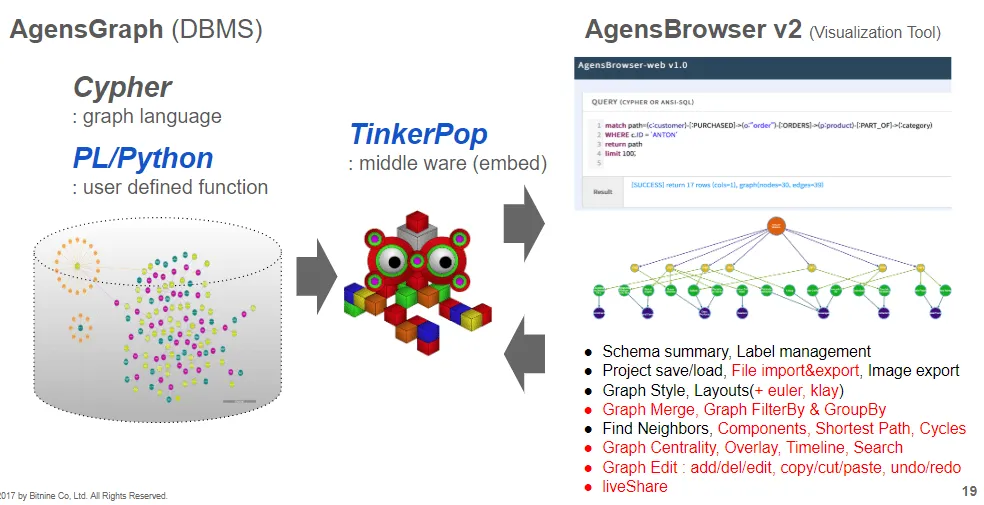 AgensGraph (DBMS)
AgensBrowser v2 (Visualization Tool)
Cypher
: graph language
PL/Python
: user defined function
TinkerPop
: middle ware (embed)
AgensBrowser-web v1.0
QUERY (CYPHER OR ANSI-SQL)
1 match path=(c:customer)-[:PURCHASED]->(o:"order")-[:ORDERS]->(p:product)-[:PART_OF]->(:category)
2 WHERE c.ID = 'ANTON'
3 return path
4 limit 100;
5
Result
[SUCCESS] return 17 rows (cols=1), graph(nodes=30, edges=39)
● Schema summary, Label management
● Project save/load, File import&export, Image export
● Graph Style, Layouts(+ euler, klay)
● Graph Merge, Graph FilterBy & GroupBy
● Find Neighbors, Components, Shortest Path, Cycles
● Graph Centrality, Overlay, Timeline, Search
● Graph Edit : add/del/edit, copy/cut/paste, undo/redo
● liveShare
2017 by Bitnine Co, Ltd. All Rights Reserved.
19